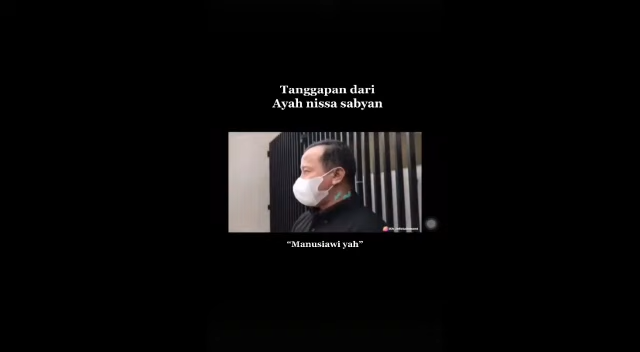 Tanggapan dari
Ayah nissa sabyan
“Manusiawi yah”